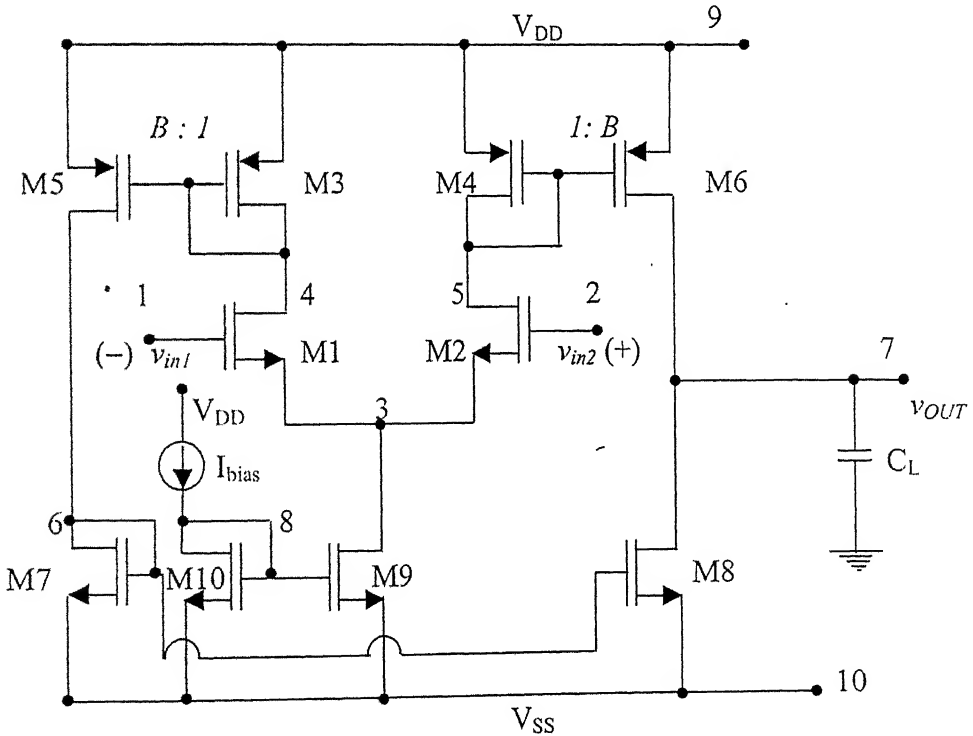 V_DD 9
B : 1 1: B
M5 M3 M4 M6
1 4 5 2
(−) v_in1 M1 M2 v_in2 (+)
7
v_OUT
V_DD 3
I_bias C_L
6 8
M7 M10 M9 M8
10
V_SS